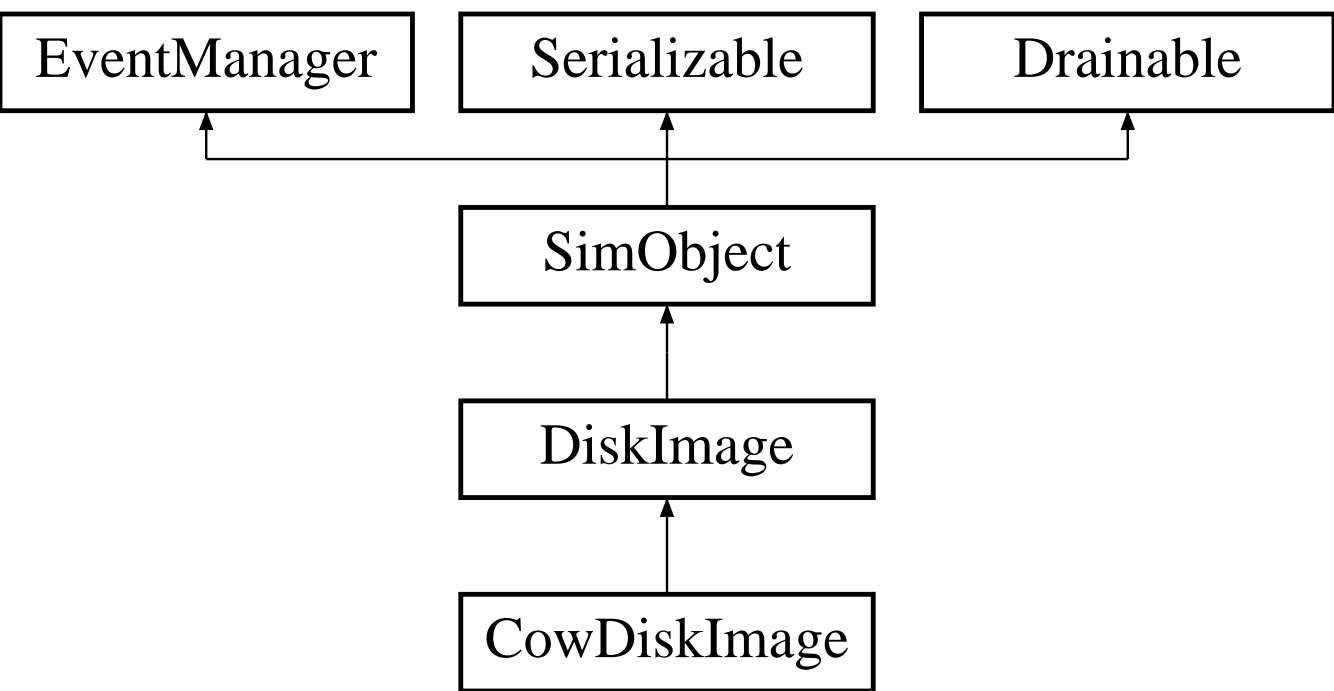 EventManager
Serializable
Drainable
SimObject
DiskImage
CowDiskImage